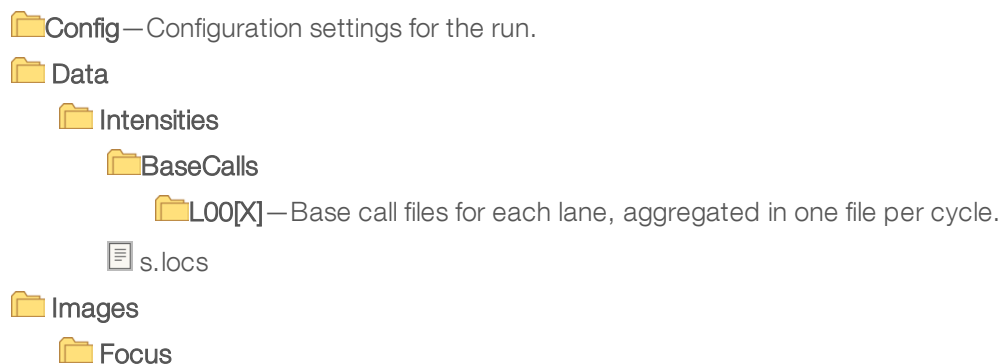 Config—Configuration settings for the run.
Data
Intensities
BaseCalls
L00[X]—Base call files for each lane, aggregated in one file per cycle.
s.locs
Images
Focus